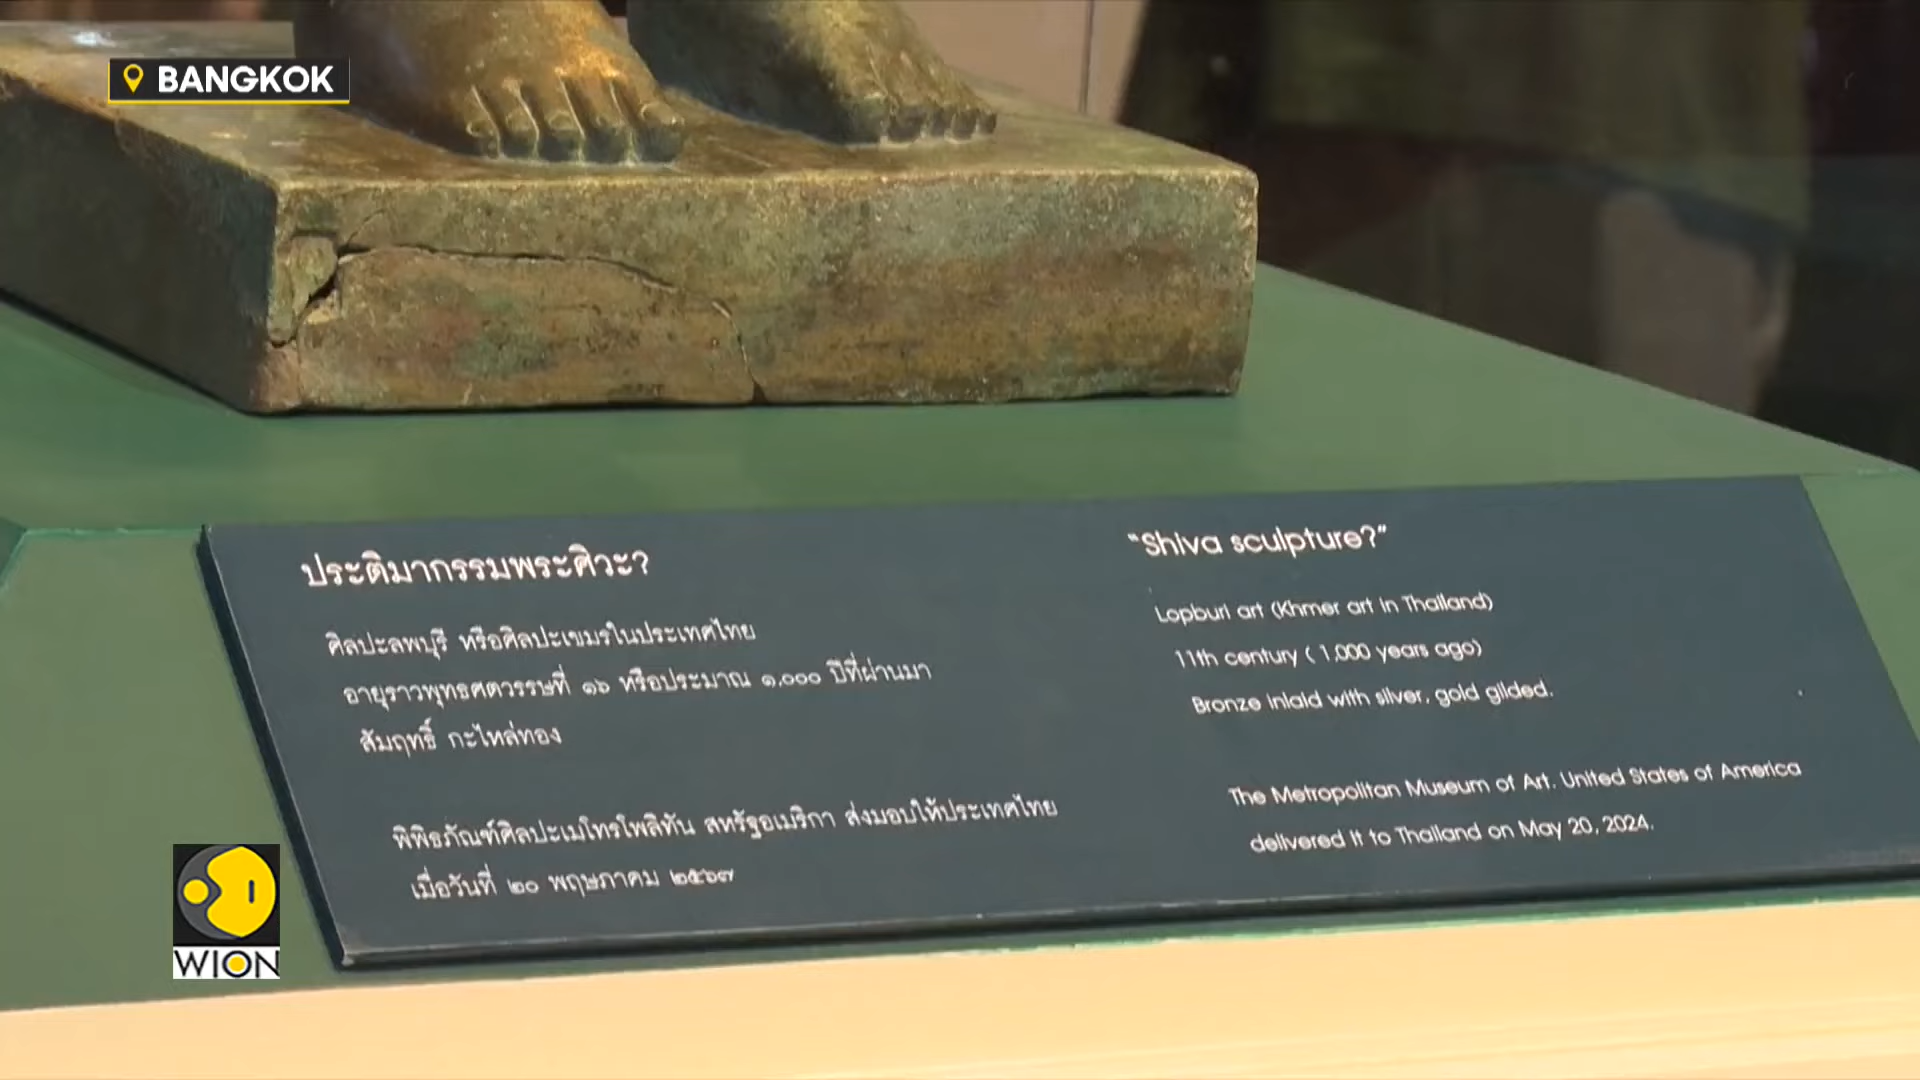 BANGKOK
ประติมากรรมพระศิวะ?
ศิลปะลพบุรี หรือศิลปะเขมรในประเทศไทย
อายุราวพุทธศตวรรษที่ ๑๖ หรือประมาณ ๑,๐๐๐ ปีที่ผ่านมา
สัมฤทธิ์ กะไหล่ทอง
พิพิธภัณฑ์ศิลปะเมโทรโพลิทัน สหรัฐอเมริกา ส่งมอบให้ประเทศไทย
เมื่อวันที่ ๒๐ พฤษภาคม ๒๕๖๗
"Shiva sculpture?"
Lopburi art (Khmer art in Thailand)
11th century ( 1,000 years ago)
Bronze inlaid with silver, gold gilded.
The Metropolitan Museum of Art. United States of America
delivered it to Thailand on May 20, 2024.
WION